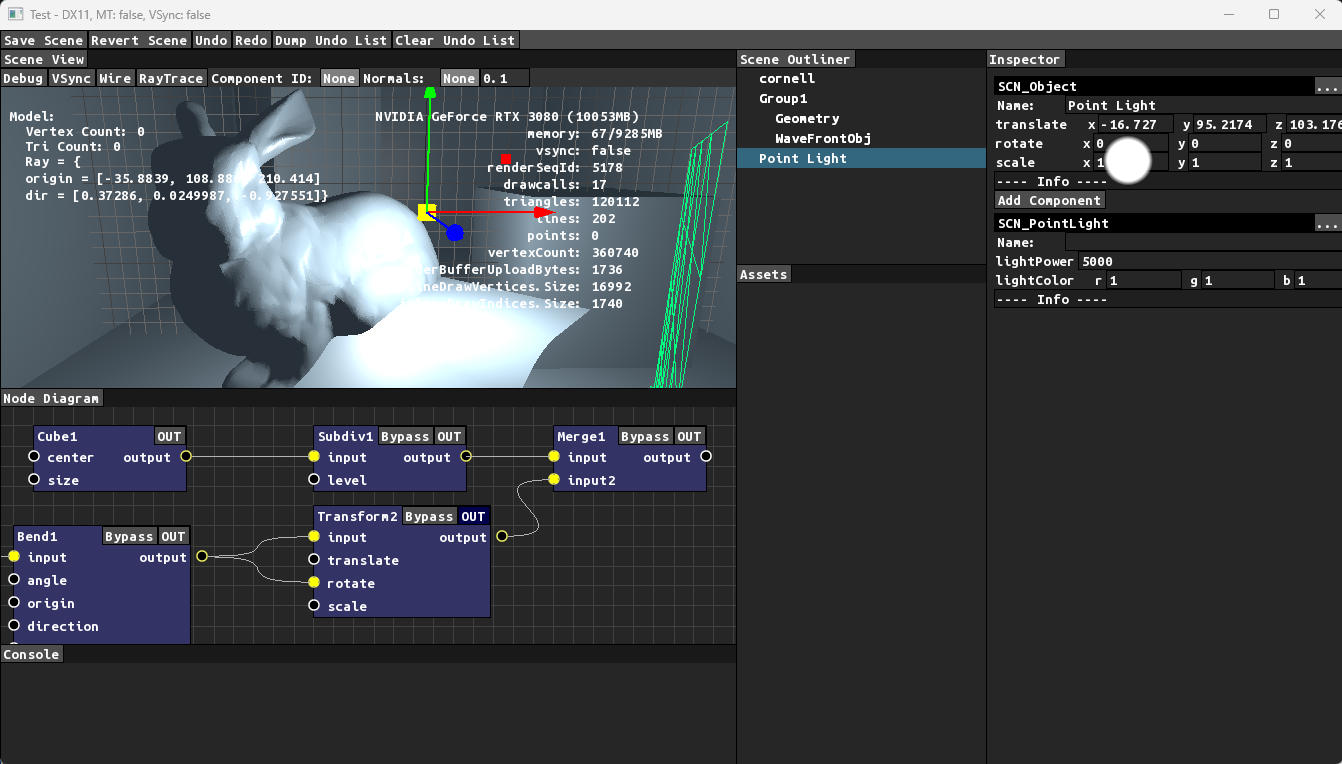 Test - DX11, MT: false, VSync: false
Save Scene Revert Scene Undo Redo Dump Undo List Clear Undo List
Scene View
Debug VSync Wire RayTrace Component ID: None Normals: None 0.1
Model:
Vertex Count: 0
Tri Count: 0
Ray = {
origin = [-35.8839, 210.414]
dir = [0.37286, 0.0249987, -0.927551]}
NVIDIA GeForce RTX 3080 (10053MB)
memory: 67/9285MB
vsync: false
renderSeqId: 5178
drawcalls: 17
triangles: 120112
lines: 202
points: 0
vertexCount: 360740
erBufferUploadBytes: 1736
ineDrawVertices.Size: 16992
DrawIndices.Size: 1740
Node Diagram
Cube1 OUT
center output
size
Subdiv1 Bypass OUT
input output
level
Merge1 Bypass OUT
input output
input2
Bend1 Bypass OUT
input output
angle
origin
direction
Transform2 Bypass OUT
input output
translate
rotate
scale
Console
Scene Outliner
cornell
Group1
Geometry
WaveFrontObj
Point Light
Assets
Inspector
SCN_Object ...
Name: Point Light
translate x -16.727 y 95.2174 z 103.176
rotate x 0 y 0 z 0
scale x 1 y 1 z 1
---- Info ----
Add Component
SCN_PointLight ...
Name:
lightPower 5000
lightColor r 1 g 1 b 1
---- Info ----